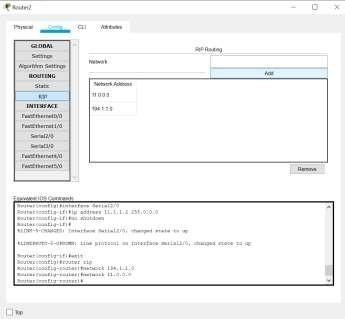 Router2
Physical Config CLI Attributes
GLOBAL
Settings
Algorithm Settings
ROUTING
Static
RIP
INTERFACE
FastEthernet0/0
FastEthernet1/0
Serial2/0
Serial3/0
FastEthernet4/0
FastEthernet5/0
RIP Routing
Network
Add
Network Address
11.0.0.0
194.1.1.0
Remove
Equivalent IOS Commands
Router(config)#interface Serial2/0
Router(config-if)#ip address 11.1.1.2 255.0.0.0
Router(config-if)#no shutdown
Router(config-if)#
%LINK-5-CHANGED: Interface Serial2/0, changed state to up
%LINEPROTO-5-UPDOWN: Line protocol on Interface Serial2/0, changed state to up
Router(config-if)#exit
Router(config)#router rip
Router(config-router)#network 194.1.1.0
Router(config-router)#network 11.0.0.0
Router(config-router)#
Top